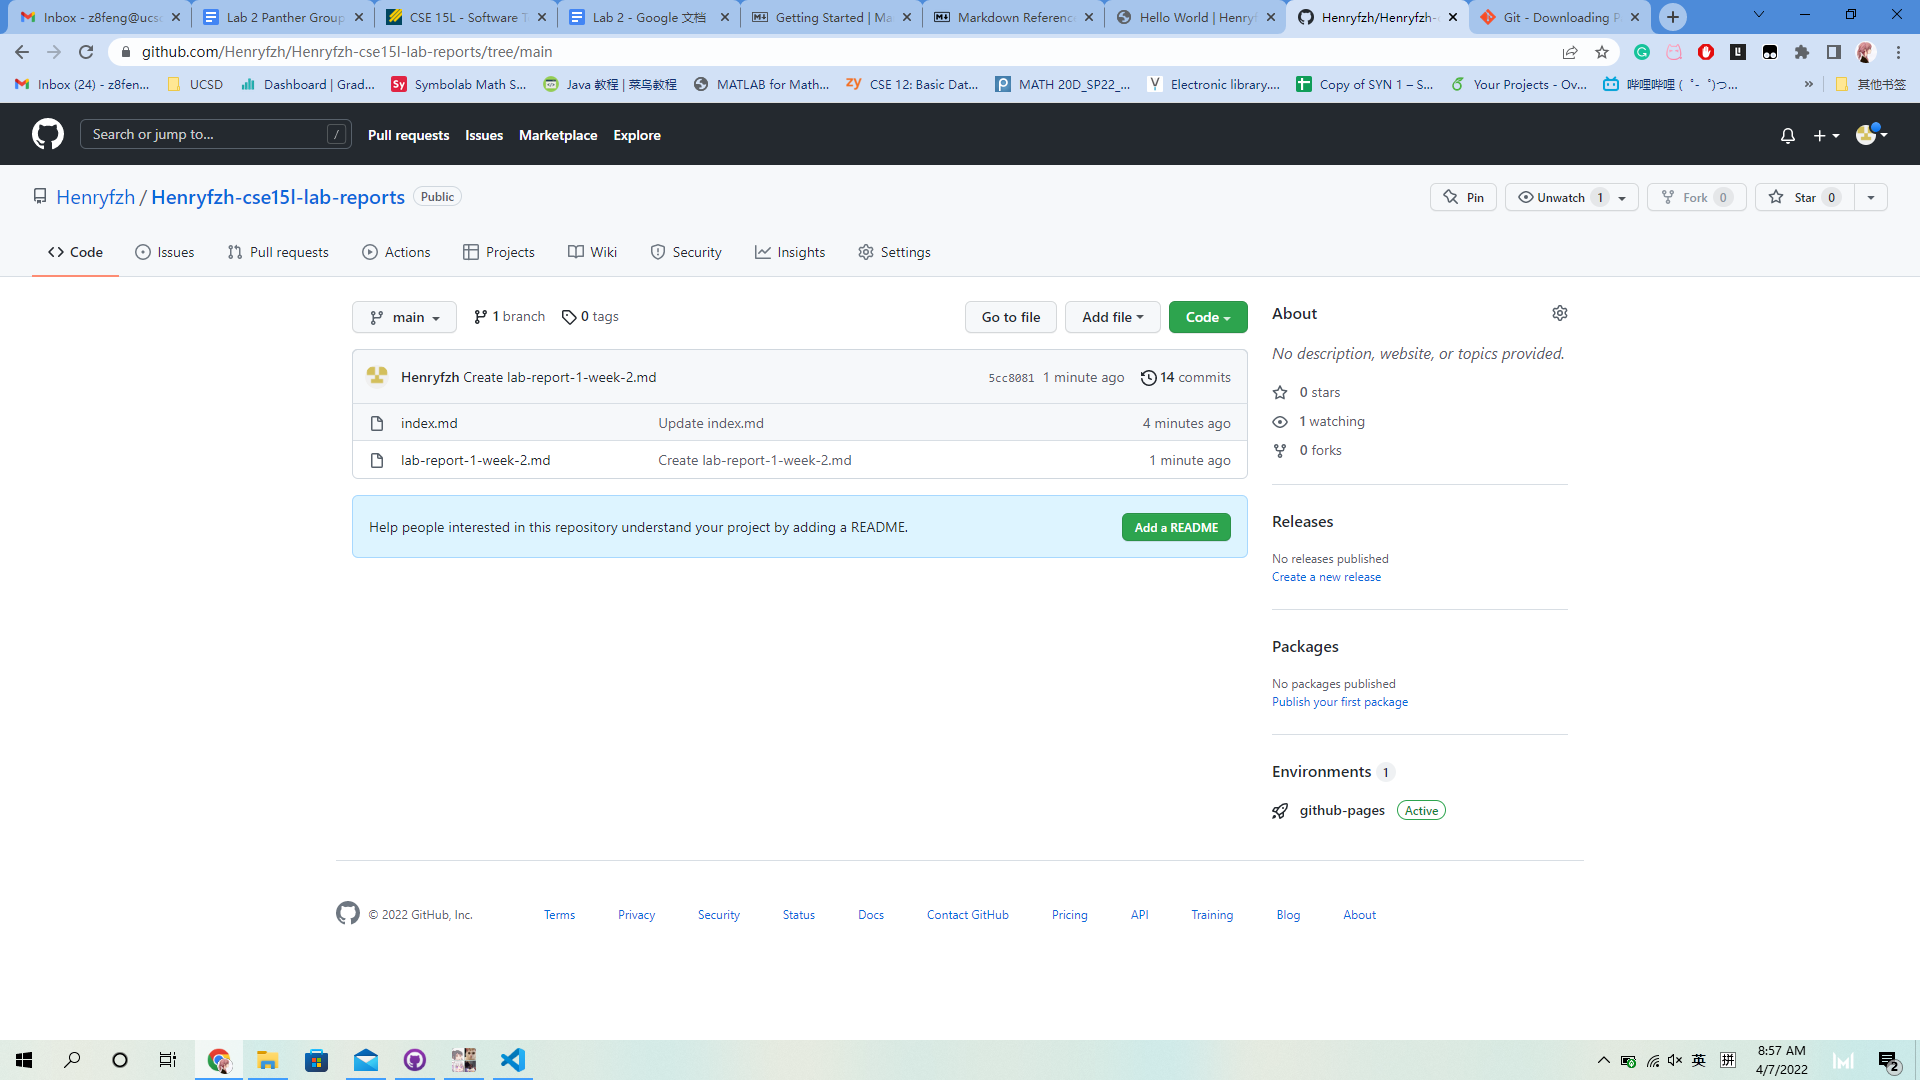 Inbox - z8feng@ucs
Lab 2 Panther Group
CSE 15L - Software T
Lab 2 - Google 文档
Getting Started | Ma
Markdown Reference
Hello World | Henryf
Henryfzh/Henryfzh-c
Git - Downloading P
github.com/Henryfzh/Henryfzh-cse15l-lab-reports/tree/main
Inbox (24) - z8fen...
UCSD
Dashboard | Grad...
Symbolab Math S...
Java 教程 | 菜鸟教程
MATLAB for Math...
CSE 12: Basic Dat...
MATH 20D_SP22_...
Electronic library....
Copy of SYN 1 – S...
Your Projects - Ov...
哔哩哔哩 (゜-゜)つ...
»
其他书签
Search or jump to...
/
Pull requests
Issues
Marketplace
Explore
Henryfzh / Henryfzh-cse15l-lab-reports
Public
Pin
Unwatch 1
Fork 0
Star 0
Code
Issues
Pull requests
Actions
Projects
Wiki
Security
Insights
Settings
main
1 branch
0 tags
Go to file
Add file
Code
Henryfzh Create lab-report-1-week-2.md
5cc8081 1 minute ago
14 commits
index.md
Update index.md
4 minutes ago
lab-report-1-week-2.md
Create lab-report-1-week-2.md
1 minute ago
Help people interested in this repository understand your project by adding a README.
Add a README
About
No description, website, or topics provided.
0 stars
1 watching
0 forks
Releases
No releases published
Create a new release
Packages
No packages published
Publish your first package
Environments 1
github-pages
Active
© 2022 GitHub, Inc.
Terms
Privacy
Security
Status
Docs
Contact GitHub
Pricing
API
Training
Blog
About
英
拼
8:57 AM
4/7/2022
2